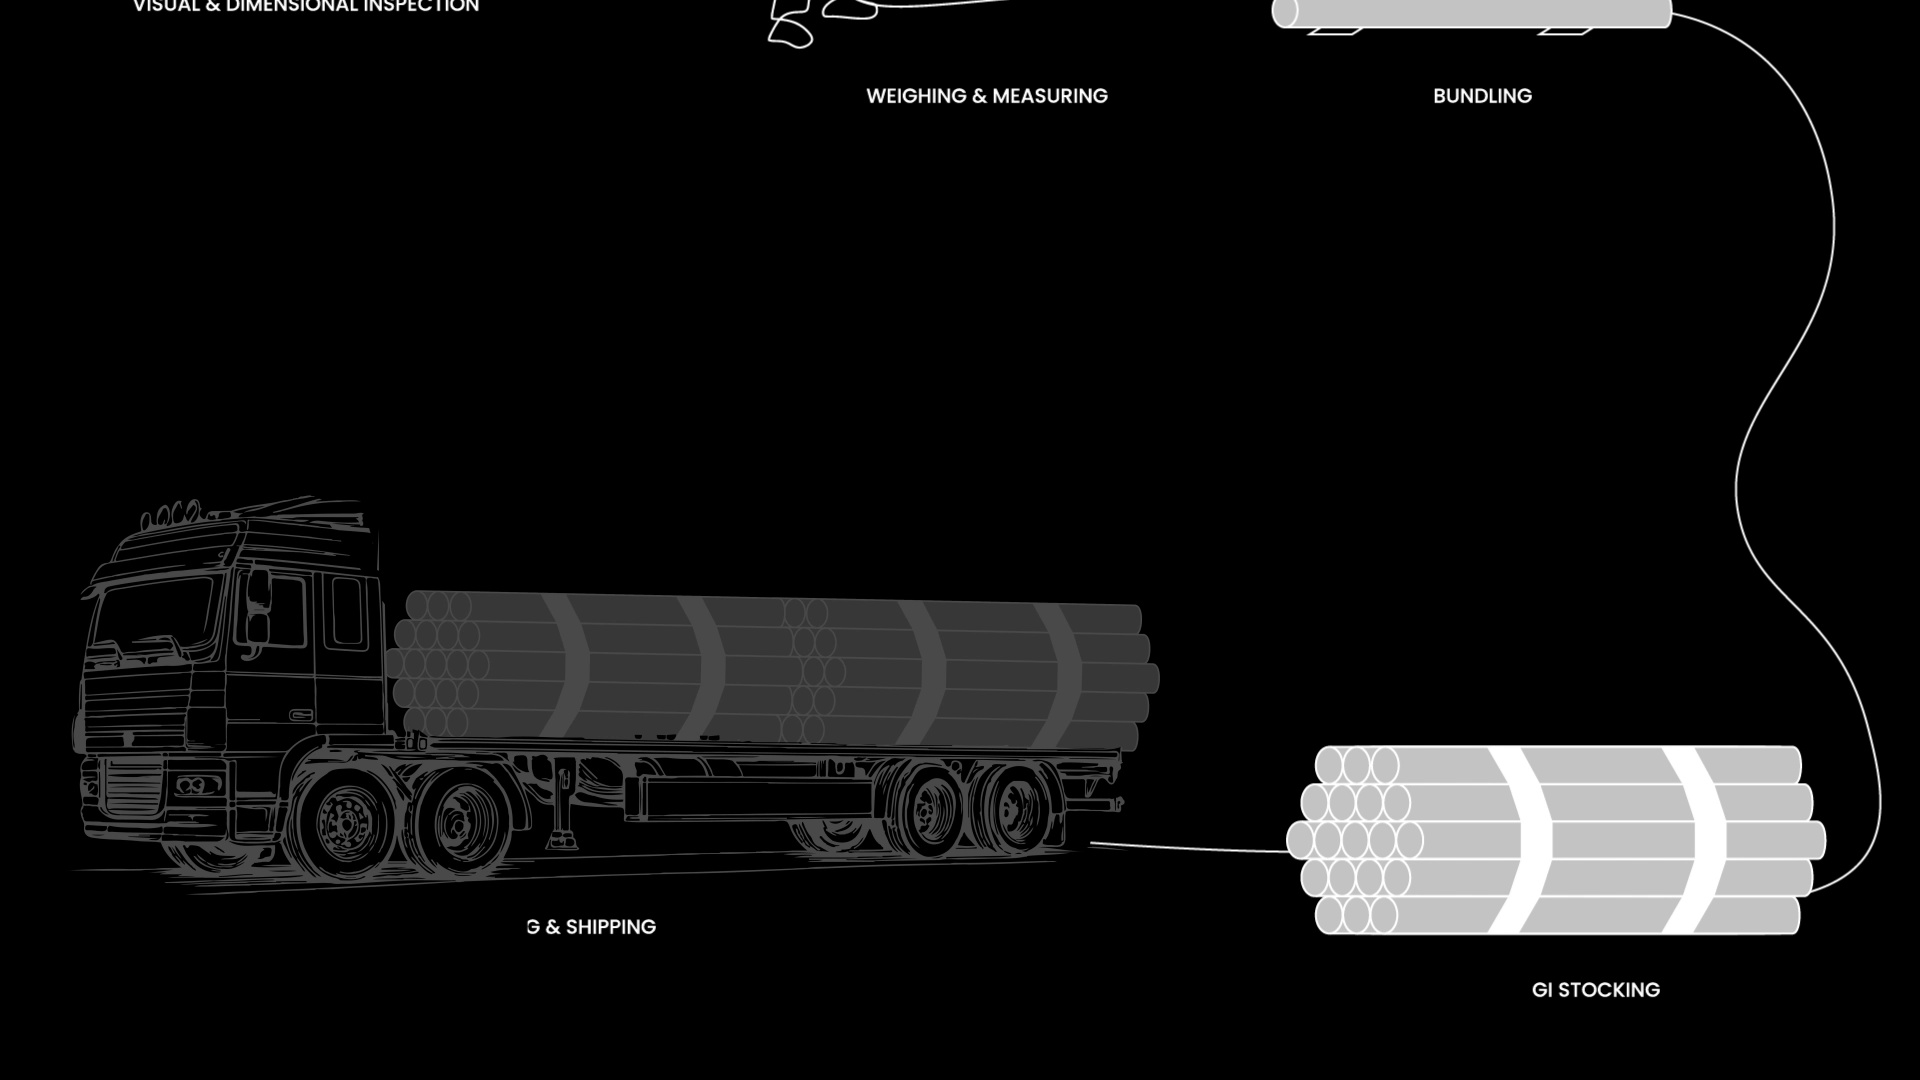 VISUAL & DIMENSIONAL INSPECTION
WEIGHING & MEASURING
BUNDLING
G & SHIPPING
GI STOCKING